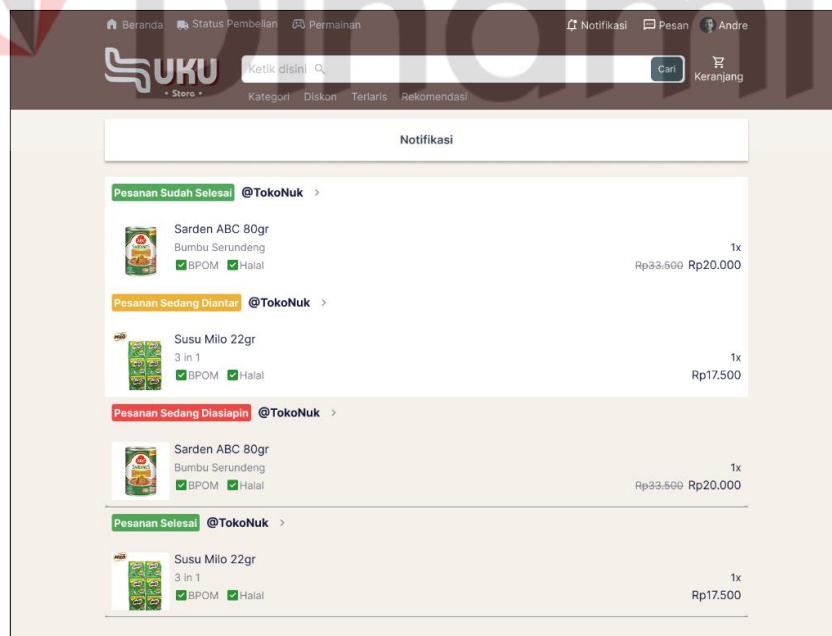 Dinami
Beranda Status Pembelian Permainan Notifikasi Pesan Andre
SUKU
• Store •
Ketik disini Cari Keranjang
Kategori Diskon Terlaris Rekomendasi
Notifikasi
Pesanan Sudah Selesai @TokoNuk >
Sarden ABC 80gr
Bumbu Serundeng 1x
BPOM Halal Rp33.500 Rp20.000
Pesanan Sedang Diantar @TokoNuk >
Susu Milo 22gr
3 in 1 1x
BPOM Halal Rp17.500
Pesanan Sedang Diasiapin @TokoNuk >
Sarden ABC 80gr
Bumbu Serundeng 1x
BPOM Halal Rp33.500 Rp20.000
Pesanan Selesai @TokoNuk >
Susu Milo 22gr
3 in 1 1x
BPOM Halal Rp17.500